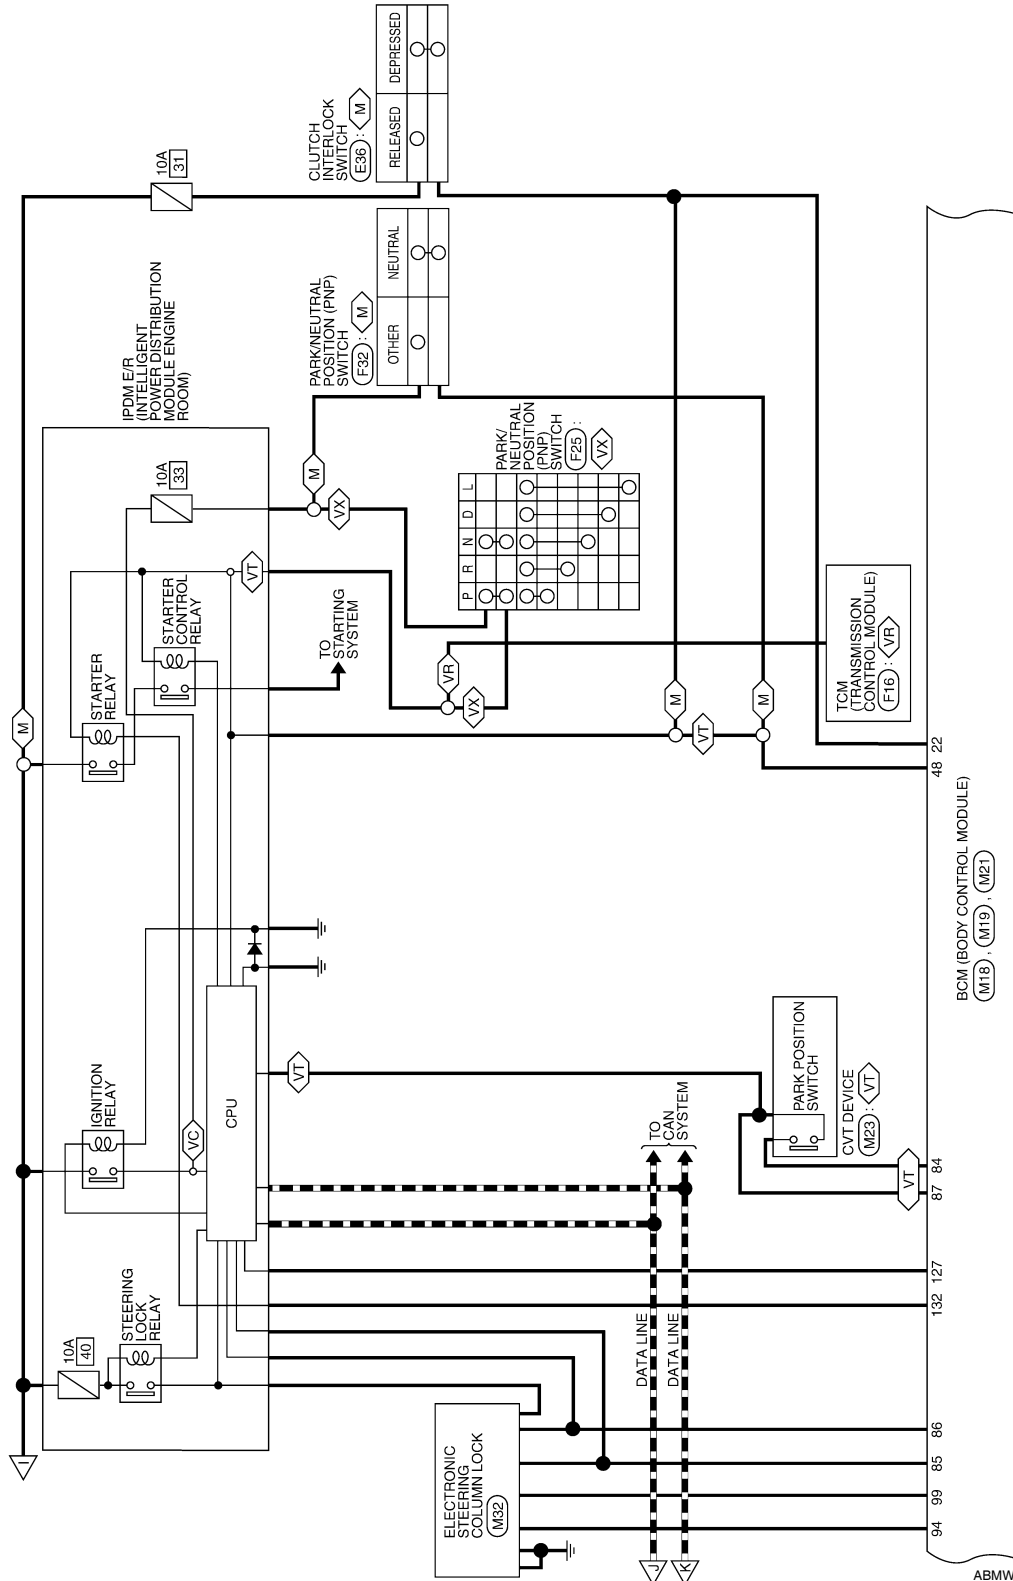 I
M
10A
31
CLUTCH
INTERLOCK
SWITCH
E36 : M
RELEASED
DEPRESSED
IPDM E/R
(INTELLIGENT
POWER DISTRIBUTION
MODULE ENGINE
ROOM)
PARK/NEUTRAL
POSITION (PNP)
SWITCH
F32 : M
OTHER
NEUTRAL
10A
33
M
VX
PARK/
NEUTRAL
POSITION
(PNP)
SWITCH
F25 :
VX
P
R
N
D
L
STARTER
RELAY
STARTER
CONTROL
RELAY
VT
TO
STARTING
SYSTEM
VR
VX
TCM
(TRANSMISSION
CONTROL MODULE)
F16 : VR
M
VT
M
22
48
IGNITION
RELAY
VC
CPU
VT
TO
CAN
SYSTEM
PARK POSITION
SWITCH
CVT DEVICE
M23 : VT
VT
84
87
BCM (BODY CONTROL MODULE)
M18 , M19 , M21
10A
40
STEERING
LOCK
RELAY
DATA LINE
DATA LINE
127
132
ELECTRONIC
STEERING
COLUMN LOCK
M32
86
85
99
94
J
K
ABMW